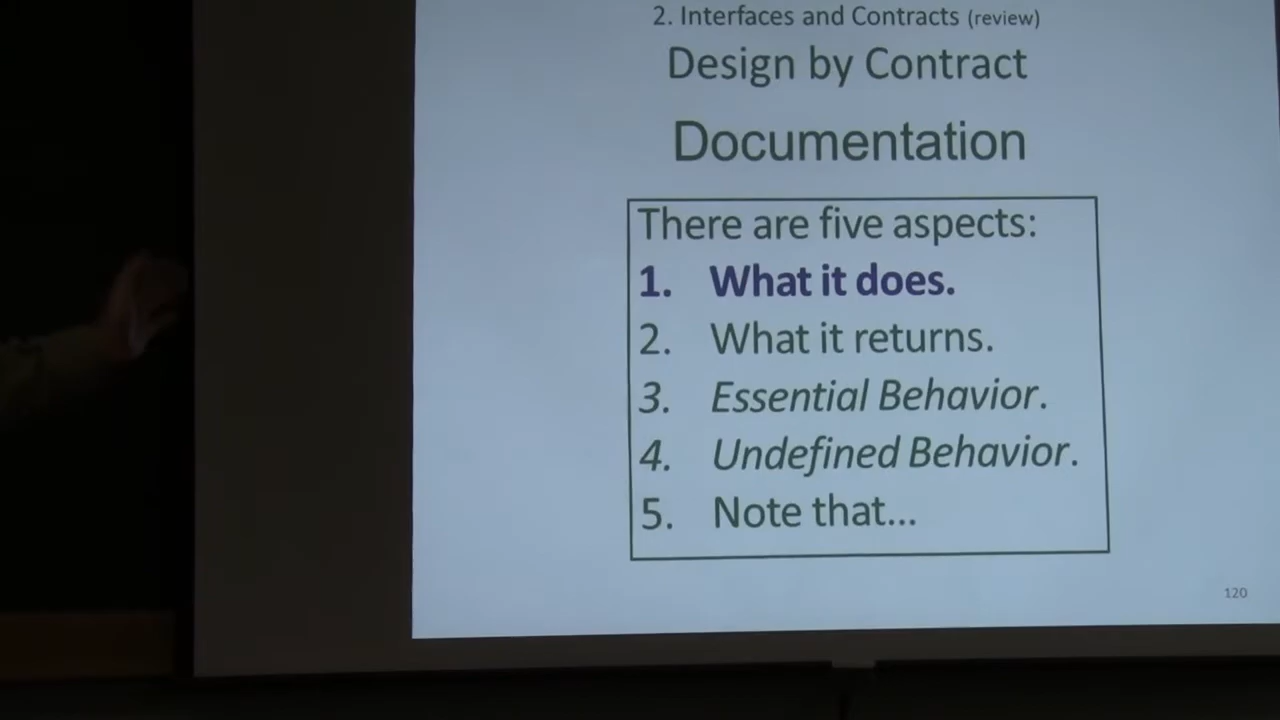 2. Interfaces and Contracts (review)
Design by Contract
Documentation
There are five aspects:
1. What it does.
2. What it returns.
3. Essential Behavior.
4. Undefined Behavior.
5. Note that...
120